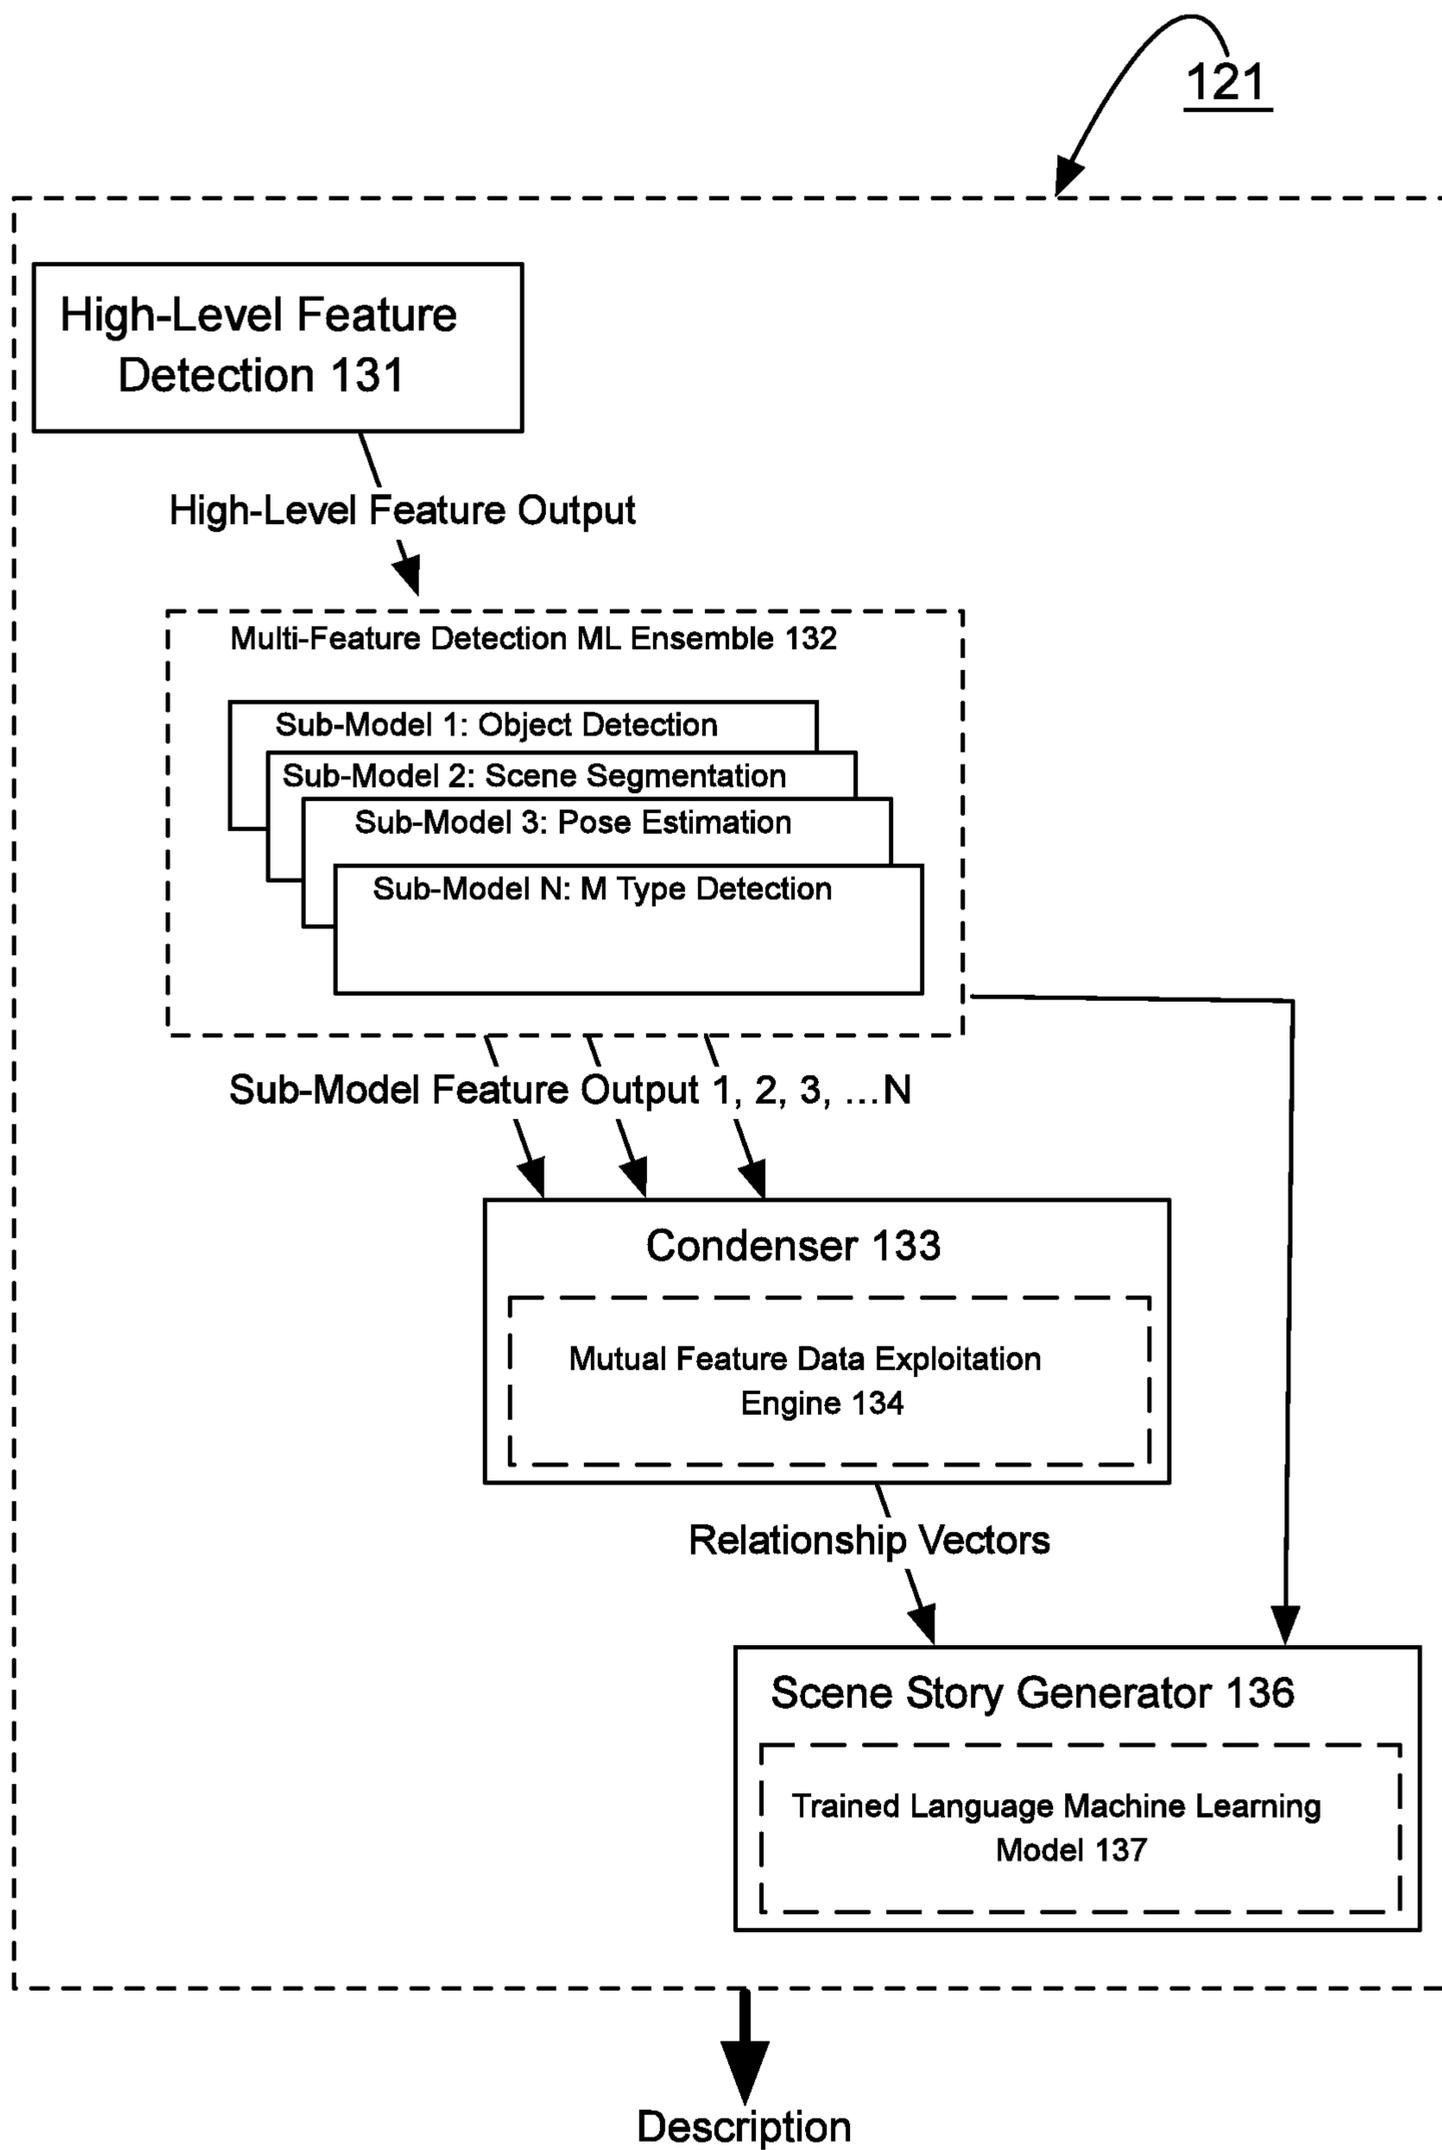 121
High-Level Feature
Detection 131
High-Level Feature Output
Multi-Feature Detection ML Ensemble 132
Sub-Model 1: Object Detection
Sub-Model 2: Scene Segmentation
Sub-Model 3: Pose Estimation
Sub-Model N: M Type Detection
Sub-Model Feature Output 1, 2, 3, ...N
Condenser 133
Mutual Feature Data Exploitation
Engine 134
Relationship Vectors
Scene Story Generator 136
Trained Language Machine Learning
Model 137
Description